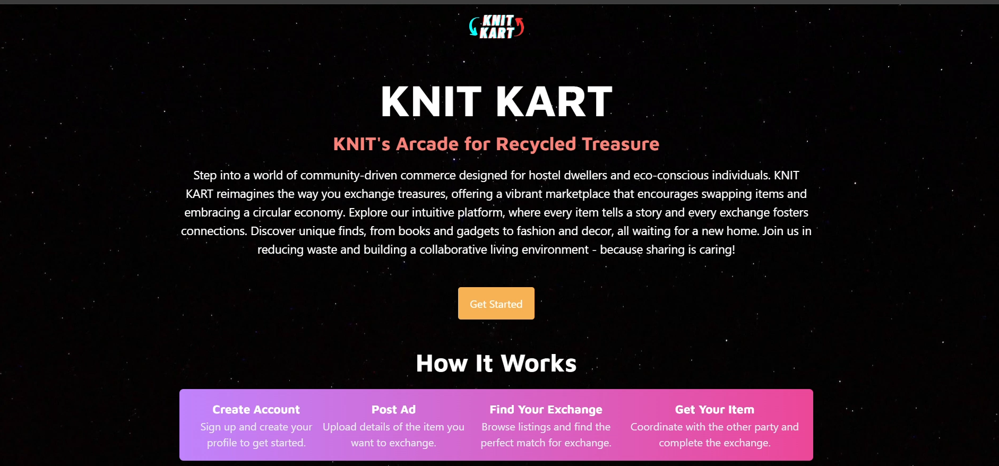 KNIT
KART
KNIT KART
KNIT's Arcade for Recycled Treasure
Step into a world of community-driven commerce designed for hostel dwellers and eco-conscious individuals. KNIT
KART reimagines the way you exchange treasures, offering a vibrant marketplace that encourages swapping items and
embracing a circular economy. Explore our intuitive platform, where every item tells a story and every exchange fosters
connections. Discover unique finds, from books and gadgets to fashion and decor, all waiting for a new home. Join us in
reducing waste and building a collaborative living environment - because sharing is caring!
Get Started
How It Works
Create Account
Sign up and create your
profile to get started.
Post Ad
Upload details of the item you
want to exchange.
Find Your Exchange
Browse listings and find the
perfect match for exchange.
Get Your Item
Coordinate with the other party and
complete the exchange.